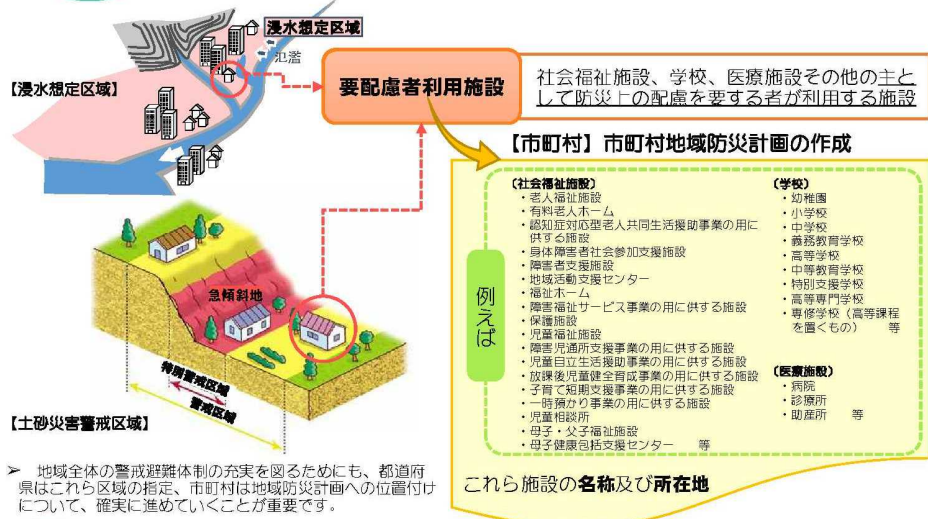 浸水想定区域
氾濫
【浸水想定区域】
要配慮者利用施設
社会福祉施設、学校、医療施設その他の主と
して防災上の配慮を要する者が利用する施設
【市町村】市町村地域防災計画の作成
例えば
(社会福祉施設)
・老人福祉施設
・有料老人ホーム
・認知症対応型老人共同生活援助事業の用に
供する施設
・身体障害者社会参加支援施設
・障害者支援施設
・地域活動支援センター
・福祉ホーム
・障害福祉サービス事業の用に供する施設
・保護施設
・児童福祉施設
・障害児通所支援事業の用に供する施設
・児童自立生活援助事業の用に供する施設
・放課後児童健全育成事業の用に供する施設
・子育て短期支援事業の用に供する施設
・一時預かり事業の用に供する施設
・児童相談所
・母子・父子福祉施設
・母子健康包括支援センター 等
(学校)
・幼稚園
・小学校
・中学校
・義務教育学校
・高等学校
・中等教育学校
・特別支援学校
・高等専門学校
・専修学校(高等課程
を置くもの) 等
(医療施設)
・病院
・診療所
・助産所 等
これら施設の名称及び所在地
急傾斜地
特別警戒区域
警戒区域
【土砂災害警戒区域】
➢ 地域全体の警戒避難体制の充実を図るためにも、都道府
県はこれら区域の指定、市町村は地域防災計画への位置付け
について、確実に進めていくことが重要です。